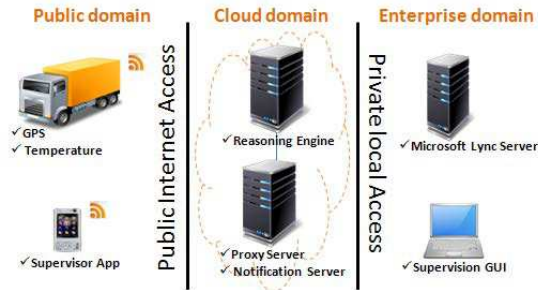 Public domain
Cloud domain
Enterprise domain
✓GPS
✓ Temperature
✓Supervisor App
Public Internet Access
✓Reasoning Engine
✓Proxy Server
✓ Notification Server
Private local Access
✓Microsoft Lync Server
✓Supervision GUI